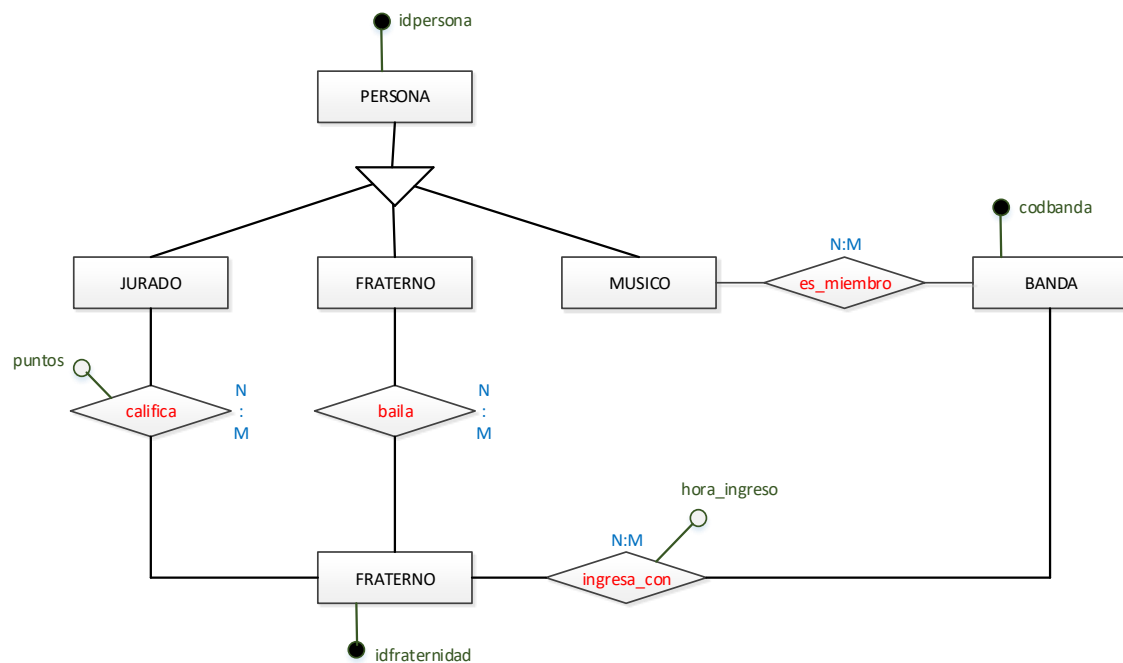 idpersona
PERSONA
codbanda
N:M
JURADO
FRATERNO
MUSICO
es_miembro
BANDA
puntos
N
:
M
califica
N
:
M
baila
hora_ingreso
N:M
FRATERNO
ingresa_con
idfraternidad